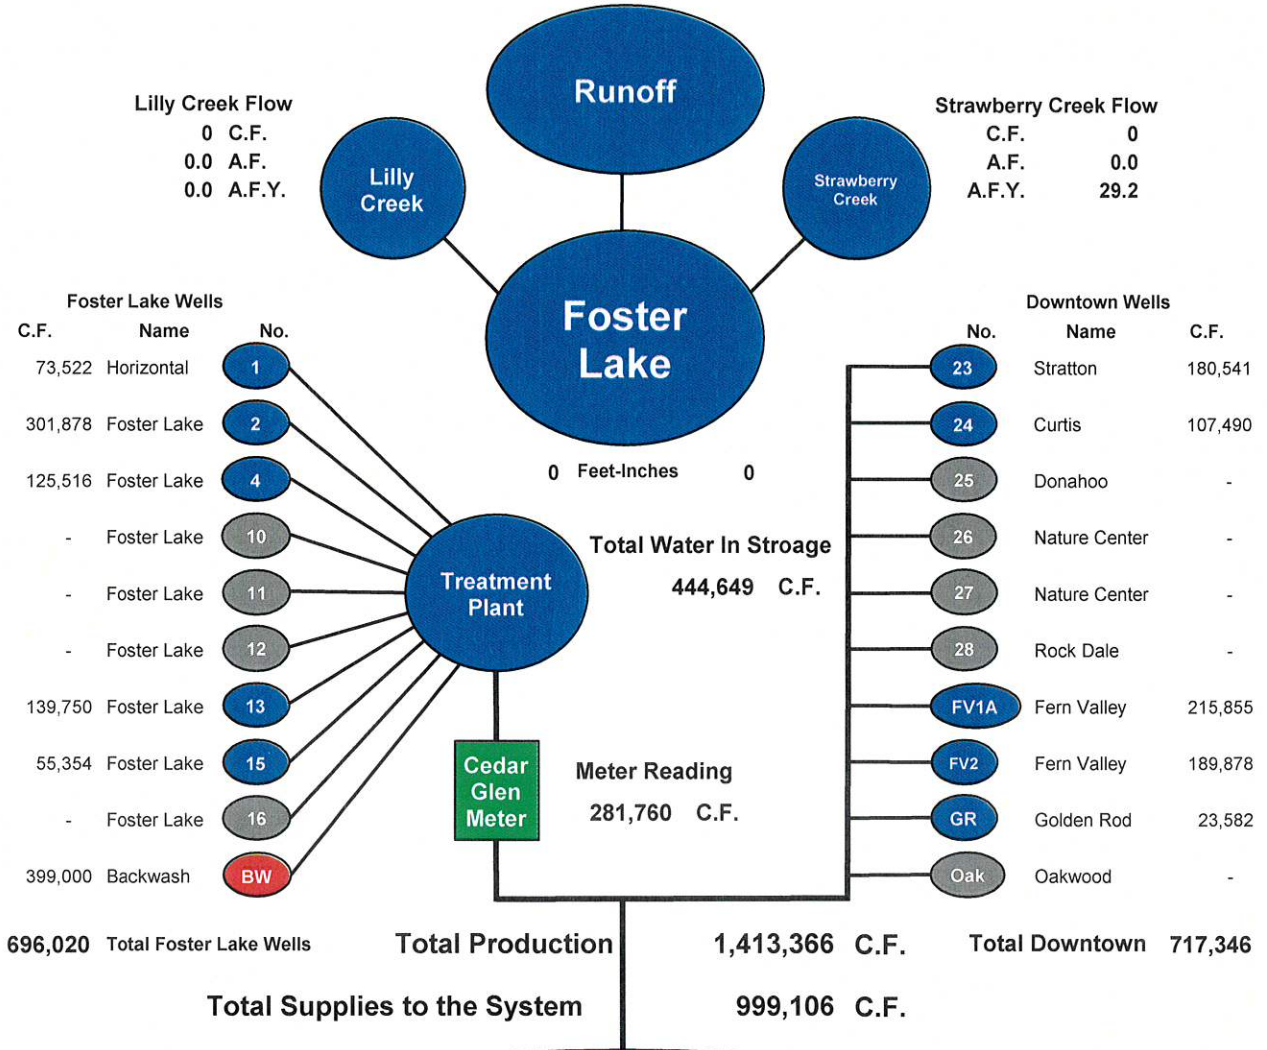 Runoff
Lilly Creek Flow
0 C.F.
0.0 A.F.
0.0 A.F.Y.
Lilly
Creek
Strawberry
Creek
Strawberry Creek Flow
C.F. 0
A.F. 0.0
A.F.Y. 29.2
Foster
Lake
0 Feet-Inches 0
Foster Lake Wells
C.F. Name No.
73,522 Horizontal 1
301,878 Foster Lake 2
125,516 Foster Lake 4
- Foster Lake 10
- Foster Lake 11
- Foster Lake 12
139,750 Foster Lake 13
55,354 Foster Lake 15
- Foster Lake 16
399,000 Backwash BW
696,020 Total Foster Lake Wells
Treatment
Plant
Total Water In Stroage
444,649 C.F.
Cedar
Glen
Meter
Meter Reading
281,760 C.F.
Downtown Wells
No. Name C.F.
23 Stratton 180,541
24 Curtis 107,490
25 Donahoo -
26 Nature Center -
27 Nature Center -
28 Rock Dale -
FV1A Fern Valley 215,855
FV2 Fern Valley 189,878
GR Golden Rod 23,582
Oak Oakwood -
Total Production 1,413,366 C.F.
Total Downtown 717,346
Total Supplies to the System 999,106 C.F.